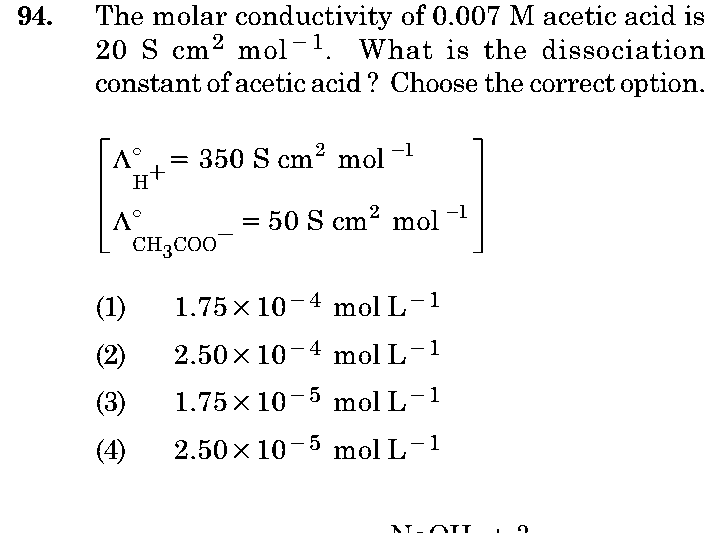 94. The molar conductivity of 0.007 M acetic acid is
20 S cm² mol⁻¹. What is the dissociation
constant of acetic acid ? Choose the correct option.
[Λ°H⁺ = 350 S cm² mol⁻¹
Λ°CH₃COO⁻ = 50 S cm² mol⁻¹]
(1) 1.75 × 10⁻⁴ mol L⁻¹
(2) 2.50 × 10⁻⁴ mol L⁻¹
(3) 1.75 × 10⁻⁵ mol L⁻¹
(4) 2.50 × 10⁻⁵ mol L⁻¹